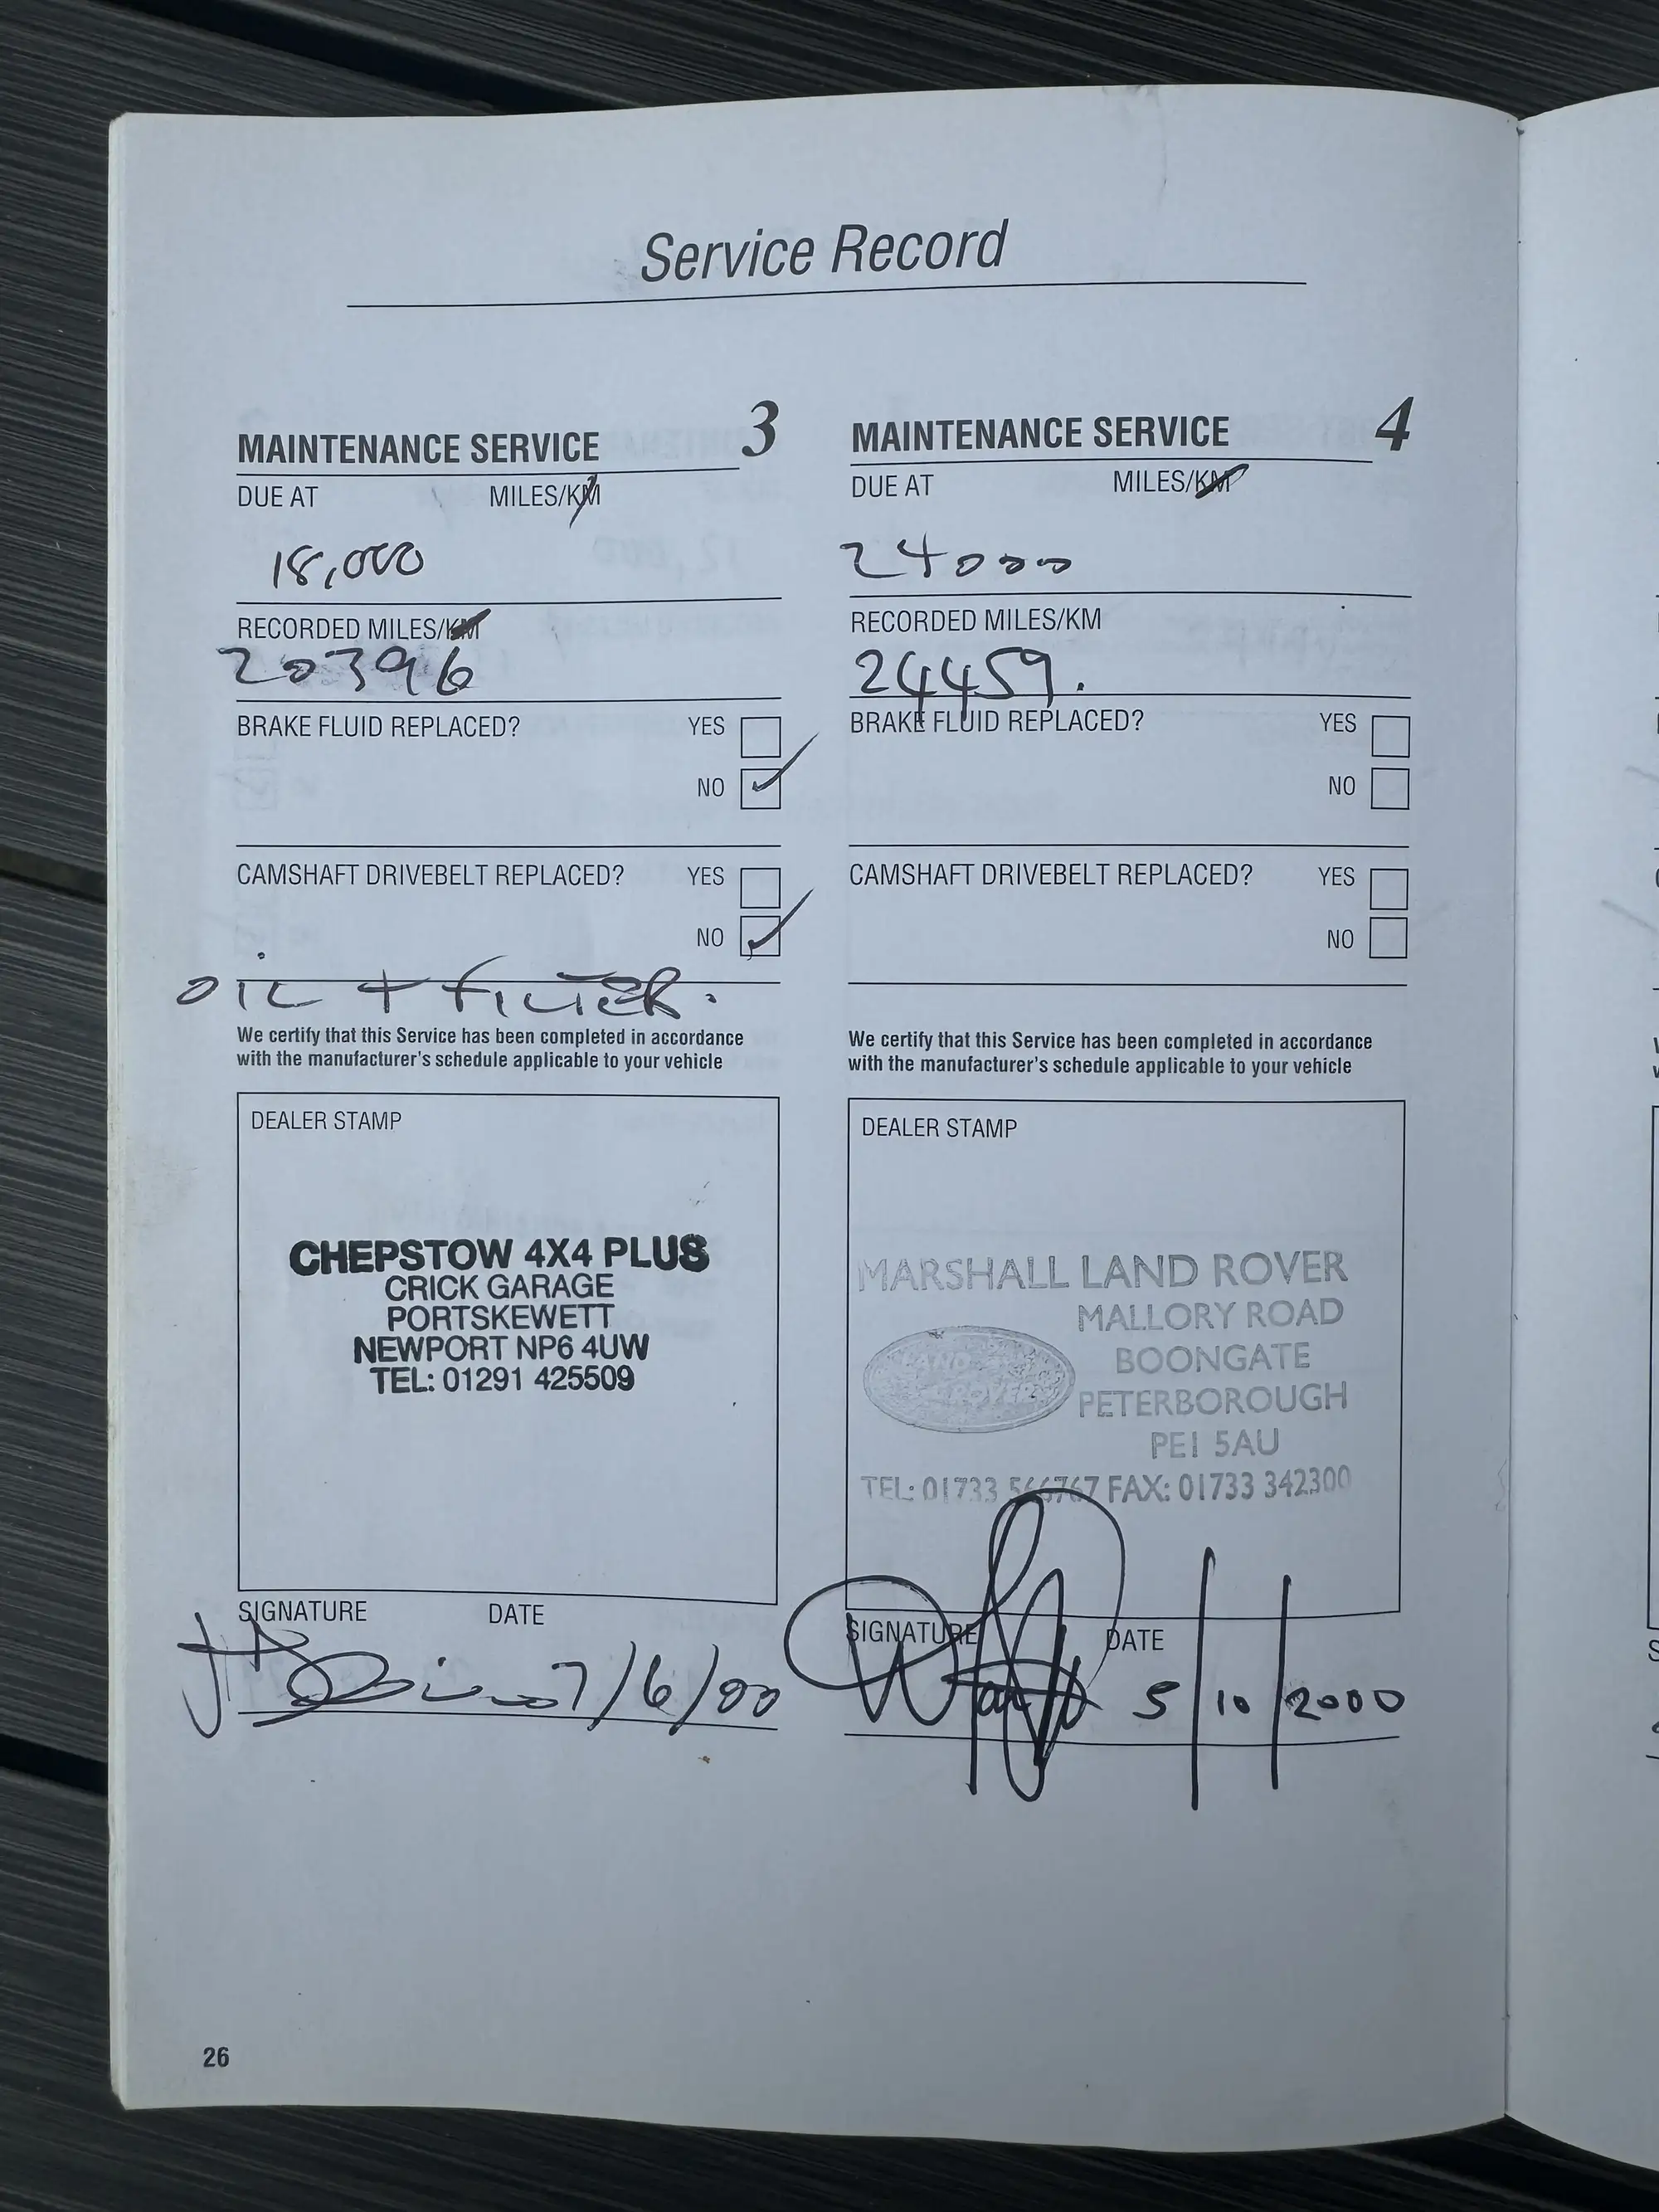 Service Record
MAINTENANCE SERVICE 3
DUE AT MILES/KM
18,000
RECORDED MILES/KM
20396
BRAKE FLUID REPLACED? YES
NO
CAMSHAFT DRIVEBELT REPLACED? YES
NO
OIL + FILTER.
We certify that this Service has been completed in accordance
with the manufacturer's schedule applicable to your vehicle
DEALER STAMP
CHEPSTOW 4X4 PLUS
CRICK GARAGE
PORTSKEWETT
NEWPORT NP6 4UW
TEL: 01291 425509
SIGNATURE DATE
7/6/00
MAINTENANCE SERVICE 4
DUE AT MILES/KM
24000
RECORDED MILES/KM
24459.
BRAKE FLUID REPLACED? YES
NO
CAMSHAFT DRIVEBELT REPLACED? YES
NO
We certify that this Service has been completed in accordance
with the manufacturer's schedule applicable to your vehicle
DEALER STAMP
MARSHALL LAND ROVER
MALLORY ROAD
BOONGATE
PETERBOROUGH
PE1 5AU
LAND ROVER
TEL: 01733 566767 FAX: 01733 342300
SIGNATURE DATE
5/10/2000
26